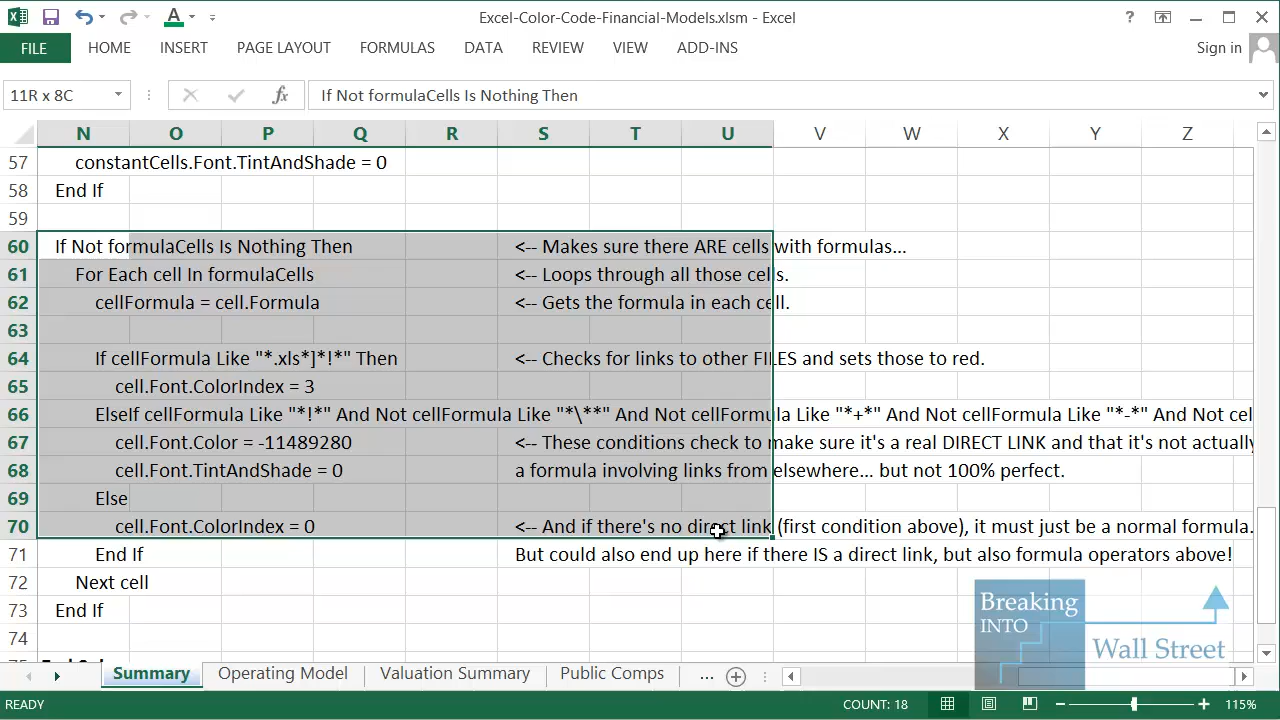 Excel-Color-Code-Financial-Models.xlsm - Excel
FILE HOME INSERT PAGE LAYOUT FORMULAS DATA REVIEW VIEW ADD-INS Sign in
11R x 8C fx If Not formulaCells Is Nothing Then
N O P Q R S T U V W X Y Z
57 constantCells.Font.TintAndShade = 0
58 End If
59
60 If Not formulaCells Is Nothing Then <-- Makes sure there ARE cells with formulas...
61 For Each cell In formulaCells <-- Loops through all those cells.
62 cellFormula = cell.Formula <-- Gets the formula in each cell.
63
64 If cellFormula Like "*.xls*]*!*" Then <-- Checks for links to other FILES and sets those to red.
65 cell.Font.ColorIndex = 3
66 ElseIf cellFormula Like "*!*" And Not cellFormula Like "*\**" And Not cellFormula Like "*+*" And Not cellFormula Like "*-*" And Not cel
67 cell.Font.Color = -11489280 <-- These conditions check to make sure it's a real DIRECT LINK and that it's not actually
68 cell.Font.TintAndShade = 0 a formula involving links from elsewhere... but not 100% perfect.
69 Else
70 cell.Font.ColorIndex = 0 <-- And if there's no direct link (first condition above), it must just be a normal formula.
71 End If But could also end up here if there IS a direct link, but also formula operators above!
72 Next cell
73 End If
74
Breaking
INTO
Wall Street
Summary Operating Model Valuation Summary Public Comps ...
READY COUNT: 18 115%